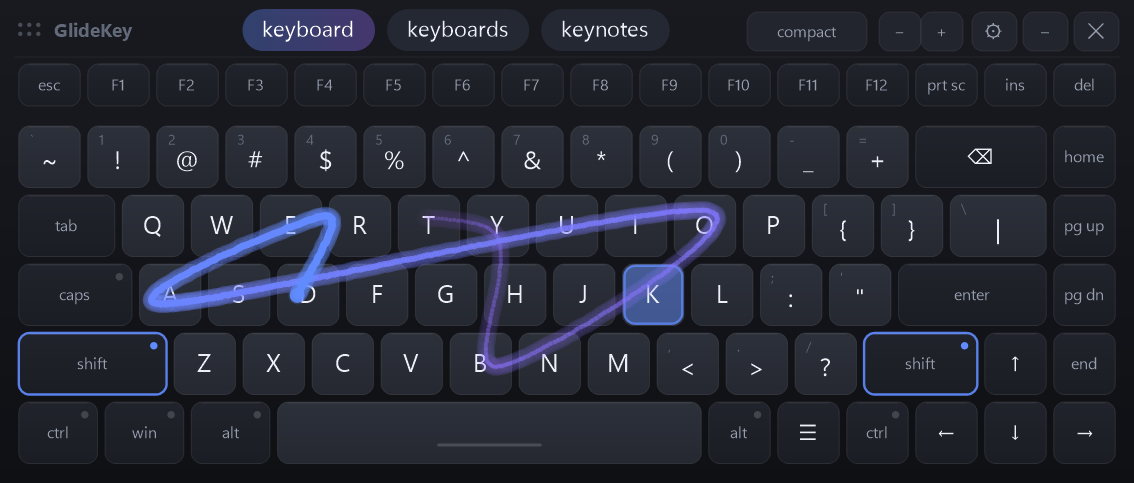 GlideKey keyboard keyboards keynotes compact − + −
esc F1 F2 F3 F4 F5 F6 F7 F8 F9 F10 F11 F12 prt sc ins del
` ~ 1 ! 2 @ 3 # 4 $ 5 % 6 ^ 7 & 8 * 9 ( 0 ) - _ = + ⌫ home
tab Q W E R T Y U I O P [ { ] } \ | pg up
caps A S D F G H J K L ; : ' " enter pg dn
shift Z X C V B N M , < . > / ? shift ↑ end
ctrl win alt alt ☰ ctrl ← ↓ →